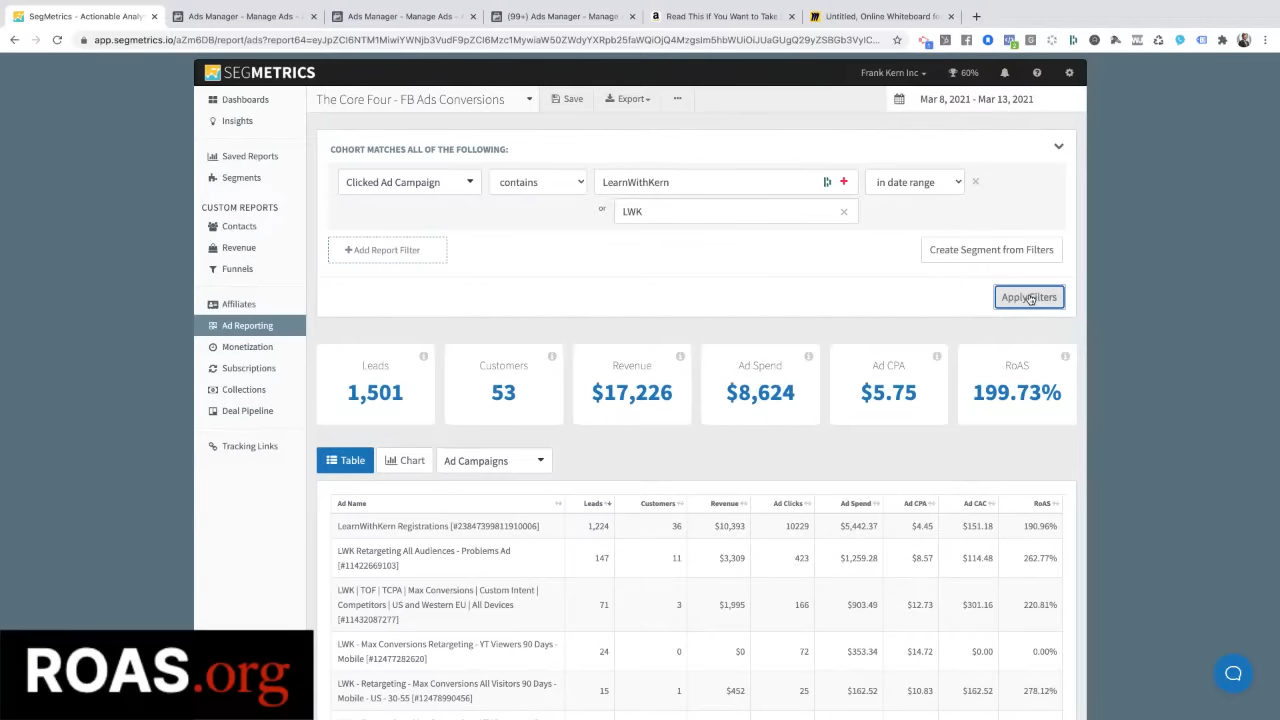 SegMetrics - Actionable Analy
Ads Manager - Manage Ads -
Ads Manager - Manage Ads -
(99+) Ads Manager - Manage
Read This if You Want to Take
Untitled, Online Whiteboard fo
SEGMETRICS
Frank Kern Inc
60%
Dashboards
Insights
Saved Reports
Segments
CUSTOM REPORTS
Contacts
Revenue
Funnels
Affiliates
Ad Reporting
Monetization
Subscriptions
Collections
Deal Pipeline
Tracking Links
The Core Four - FB Ads Conversions
Save
Export
Mar 8, 2021 - Mar 13, 2021
COHORT MATCHES ALL OF THE FOLLOWING:
Clicked Ad Campaign
contains
LearnWithKern
in date range
or
LWK
Add Report Filter
Create Segment from Filters
Apply Filters
Leads
1,501
Customers
53
Revenue
$17,226
Ad Spend
$8,624
Ad CPA
$5.75
RoAS
199.73%
Table
Chart
Ad Campaigns
Ad Name Leads Customers Revenue Ad Clicks Ad Spend Ad CPA Ad CAC RoAS
LearnWithKern Registrations [#23847399811910006] 1,224 36 $10,393 10229 $5,442.37 $4.45 $151.18 190.96%
LWK Retargeting All Audiences - Problems Ad
[#11422669103] 147 11 $3,309 423 $1,259.28 $8.57 $114.48 262.77%
LWK | TOF | TCPA | Max Conversions | Custom Intent |
Competitors | US and Western EU | All Devices 71 3 $1,995 166 $903.49 $12.73 $301.16 220.81%
[#11432087277]
LWK - Max Conversions Retargeting - YT Viewers 90 Days -
Mobile [#12477282620] 24 0 $0 72 $353.34 $14.72 $0.00 0.00%
LWK - Retargeting - Max Conversions All Visitors 90 Days -
Mobile - US - 30-55 [#12478990456] 15 1 $452 25 $162.52 $10.83 $162.52 278.12%
ROAS.org